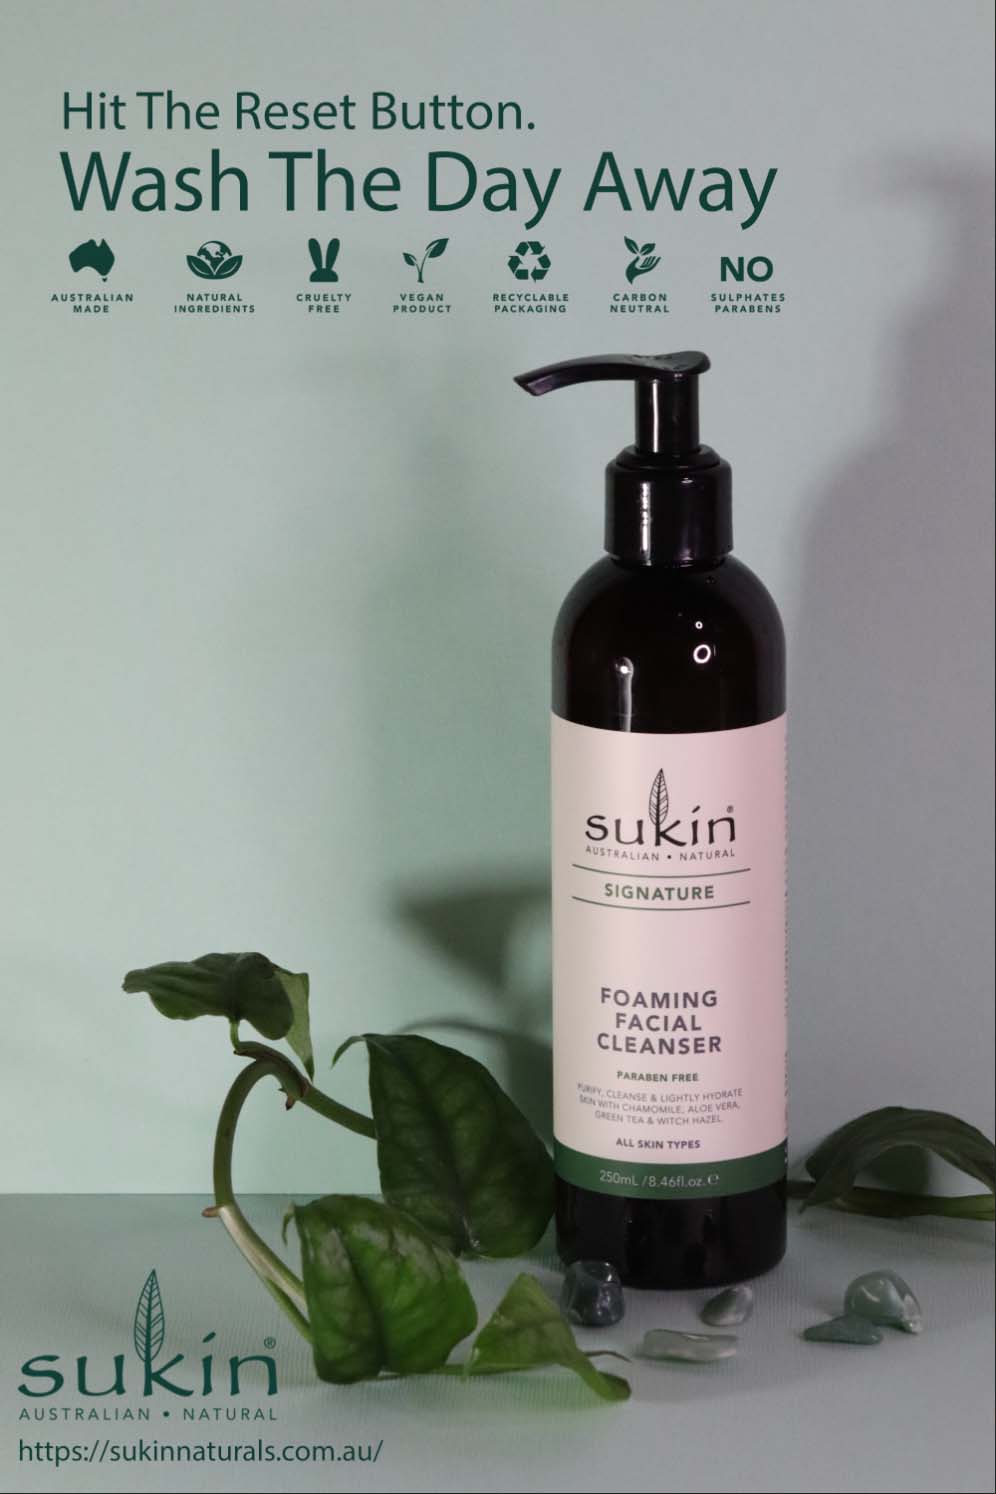 Hit The Reset Button.
Wash The Day Away
AUSTRALIAN
MADE
NATURAL
INGREDIENTS
CRUELTY
FREE
VEGAN
PRODUCT
RECYCLABLE
PACKAGING
CARBON
NEUTRAL
NO
SULPHATES
PARABENS
sukin®
AUSTRALIAN • NATURAL
SIGNATURE
FOAMING
FACIAL
CLEANSER
PARABEN FREE
PURIFY, CLEANSE & LIGHTLY HYDRATE
SKIN WITH CHAMOMILE, ALOE VERA,
GREEN TEA & WITCH HAZEL
ALL SKIN TYPES
250mL / 8.46fl.oz. ℮
sukin®
AUSTRALIAN • NATURAL
https://sukinnaturals.com.au/